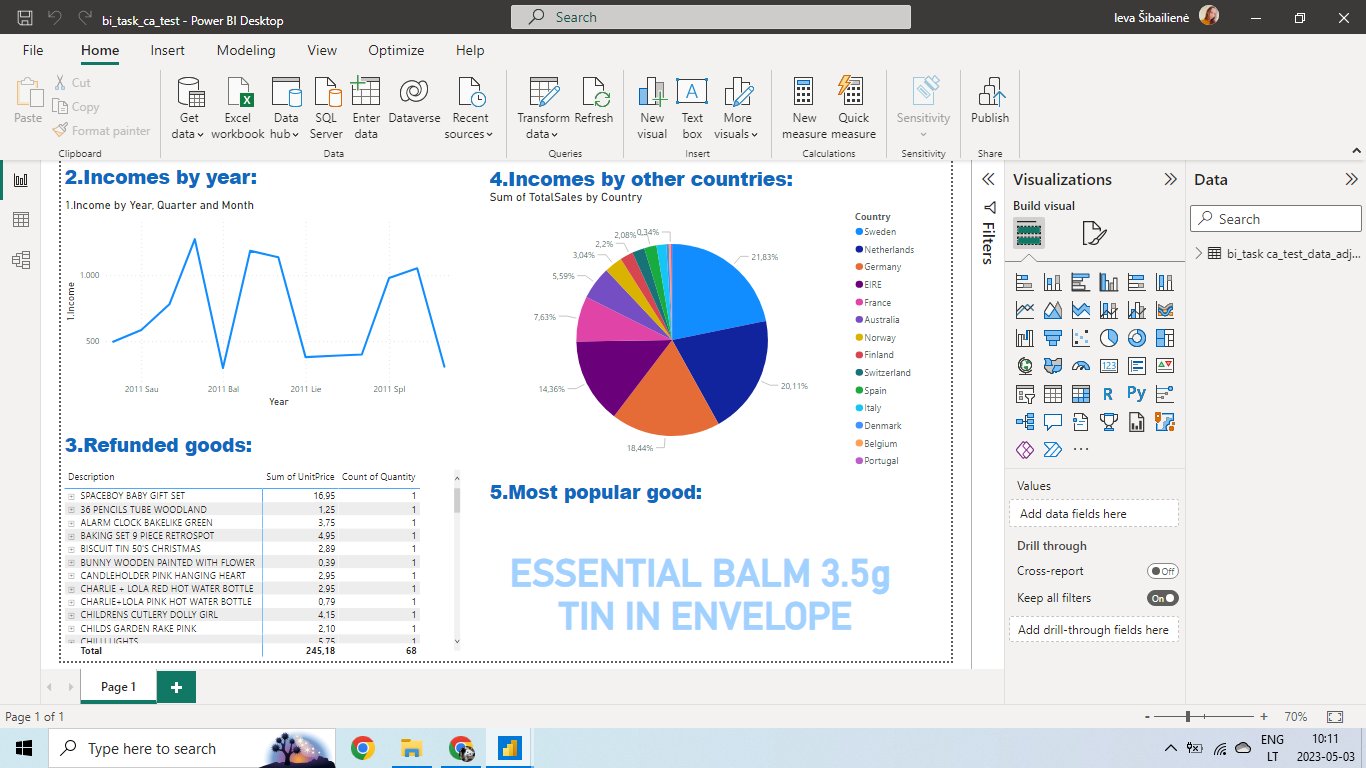 bi_task_ca_test - Power BI Desktop
Search
Ieva Šibailienė
File Home Insert Modeling View Optimize Help
Paste
Cut
Copy
Format painter
Clipboard
Get data
Excel workbook
Data hub
SQL Server
Enter data
Dataverse
Recent sources
Data
Transform data
Refresh
Queries
New visual
Text box
More visuals
Insert
New measure
Quick measure
Calculations
Sensitivity
Sensitivity
Publish
Share
2.Incomes by year:
1.Income by Year, Quarter and Month
1.Income
1.000
500
2011 Sau 2011 Bal 2011 Lie 2011 Spl
Year
3.Refunded goods:
Description Sum of UnitPrice Count of Quantity
SPACEBOY BABY GIFT SET 16.95 1
36 PENCILS TUBE WOODLAND 1,25 1
ALARM CLOCK BAKELIKE GREEN 3,75 1
BAKING SET 9 PIECE RETROSPOT 4,95 1
BISCUIT TIN 50'S CHRISTMAS 2,89 1
BUNNY WOODEN PAINTED WITH FLOWER 0,39 1
CANDLEHOLDER PINK HANGING HEART 2,95 1
CHARLIE + LOLA RED HOT WATER BOTTLE 2,95 1
CHARLIE+LOLA PINK HOT WATER BOTTLE 0,79 1
CHILDRENS CUTLERY DOLLY GIRL 4,15 1
CHILDS GARDEN RAKE PINK 2,10 1
CHILLI LIGHTS 5,75 1
Total 245,18 68
4.Incomes by other countries:
Sum of TotalSales by Country
21,83%
20,11%
18,44%
14,36%
7,63%
5,59%
3,04%
2,2%
2,08%
0,34%
Country
Sweden
Netherlands
Germany
EIRE
France
Australia
Norway
Finland
Switzerland
Spain
Italy
Denmark
Belgium
Portugal
5.Most popular good:
ESSENTIAL BALM 3.5g
TIN IN ENVELOPE
Filters
Visualizations
Build visual
123
R
Py
Values
Add data fields here
Drill through
Cross-report Off
Keep all filters On
Add drill-through fields here
Data
Search
bi_task ca_test_data_adj...
Page 1
Page 1 of 1
- + 70%
Type here to search
ENG
LT
10:11
2023-05-03